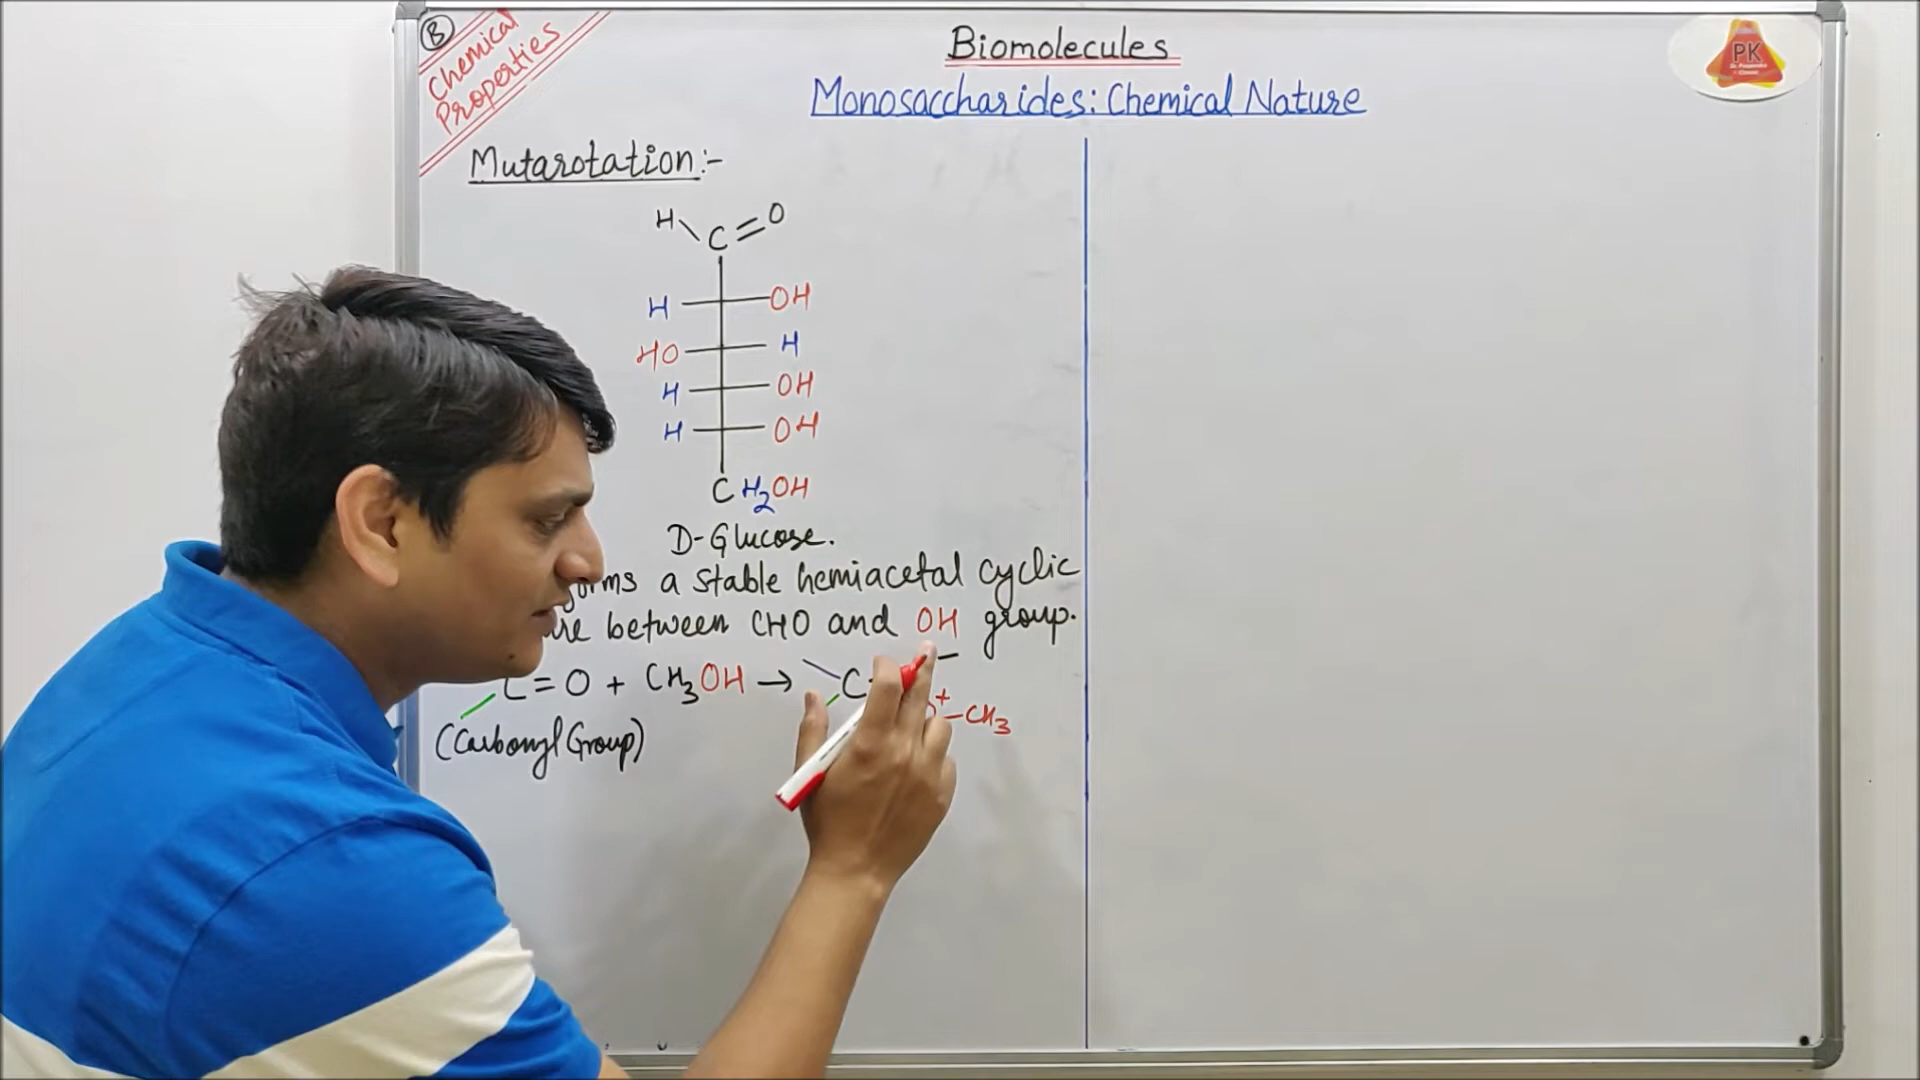 B
Chemical
Properties
Biomolecules
Monosaccharides: Chemical Nature
PK
Mutarotation:-
H C=O
H OH
HO H
H OH
H OH
CH2OH
D-Glucose.
a stable hemiacetal cyclic
between CHO and OH group.
C=O + CH3OH → C
+
-CH3
(Carbonyl Group)